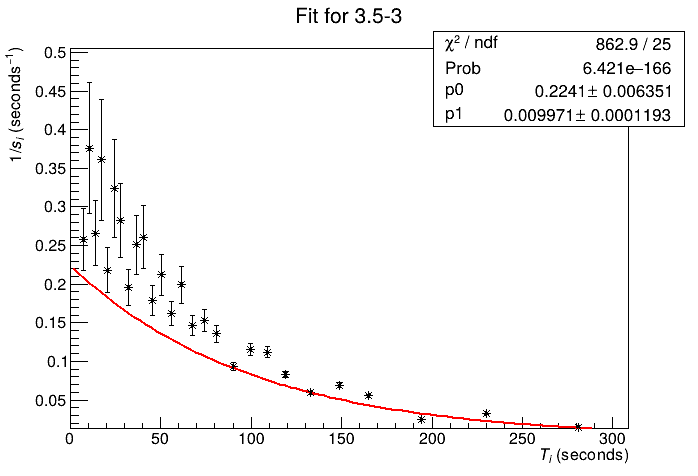 Fit for 3.5-3
χ² / ndf 862.9 / 25
Prob 6.421e−166
p0 0.2241± 0.006351
p1 0.009971± 0.0001193
1/sᵢ (seconds⁻¹)
0.5
0.45
0.4
0.35
0.3
0.25
0.2
0.15
0.1
0.05
0 50 100 150 200 250 300
Tᵢ (seconds)